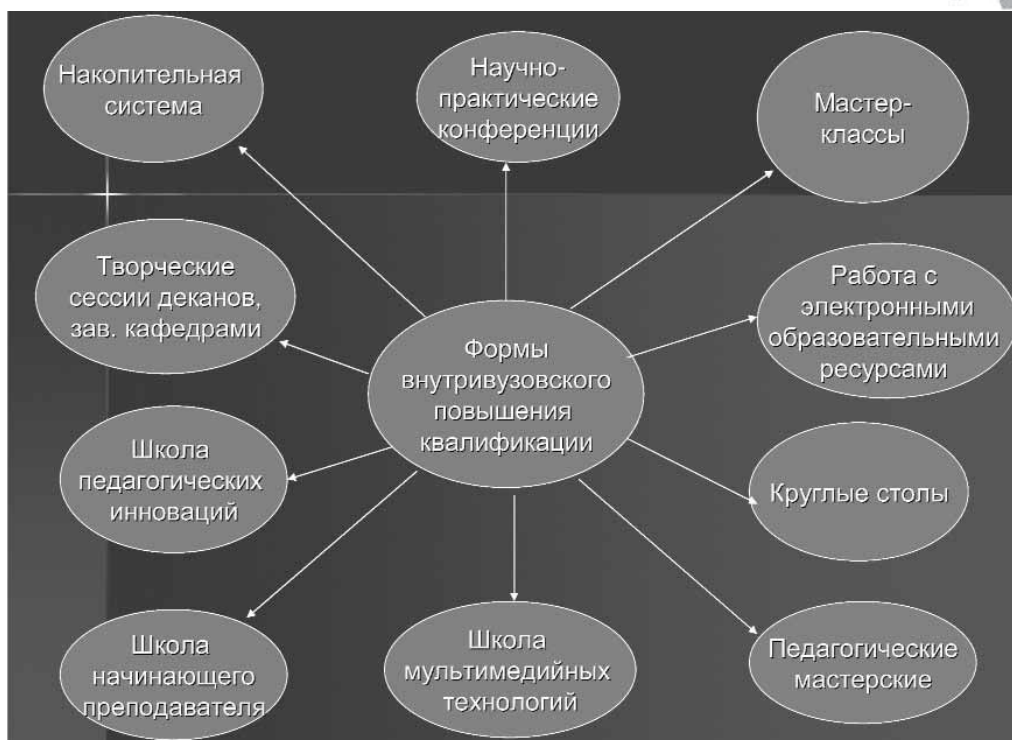 Накопительная
система
Научно-
практические
конференции
Мастер-
классы
Творческие
сессии деканов,
зав. кафедрами
Работа с
электронными
образовательными
ресурсами
Формы
внутривузовского
повышения
квалификации
Школа
педагогических
инноваций
Круглые столы
Школа
начинающего
преподавателя
Школа
мультимедийных
технологий
Педагогические
мастерские